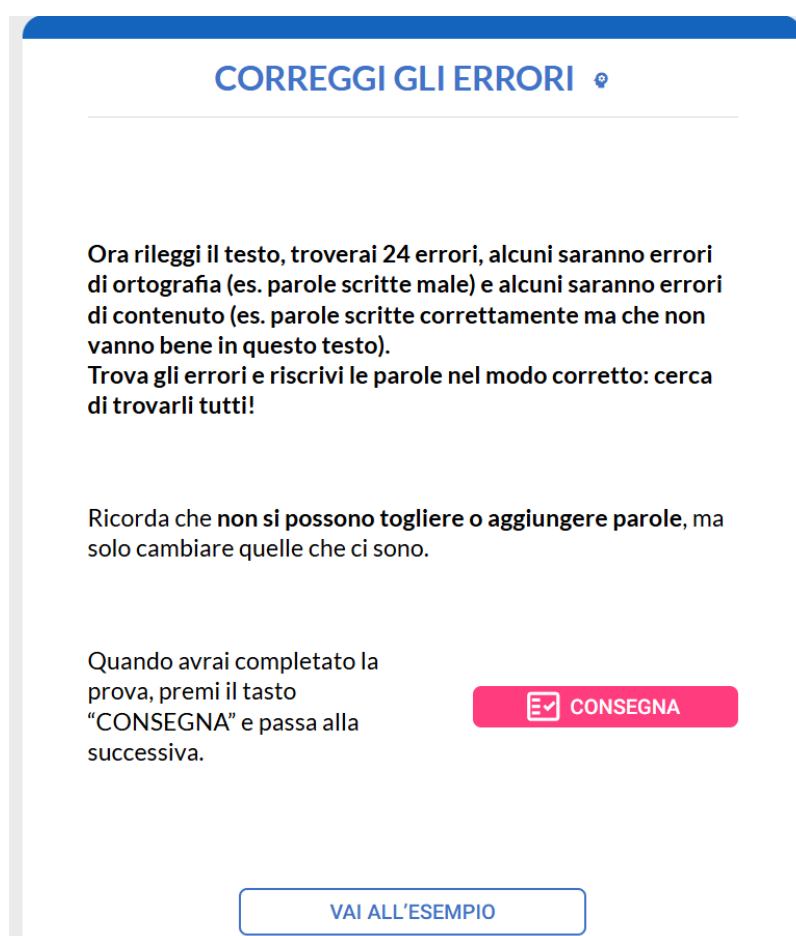 CORREGGI GLI ERRORI
Ora rileggi il testo, troverai 24 errori, alcuni saranno errori
di ortografia (es. parole scritte male) e alcuni saranno errori
di contenuto (es. parole scritte correttamente ma che non
vanno bene in questo testo).
Trova gli errori e riscrivi le parole nel modo corretto: cerca
di trovarli tutti!
Ricorda che non si possono togliere o aggiungere parole, ma
solo cambiare quelle che ci sono.
Quando avrai completato la
prova, premi il tasto
“CONSEGNA” e passa alla
successiva.
CONSEGNA
VAI ALL’ESEMPIO